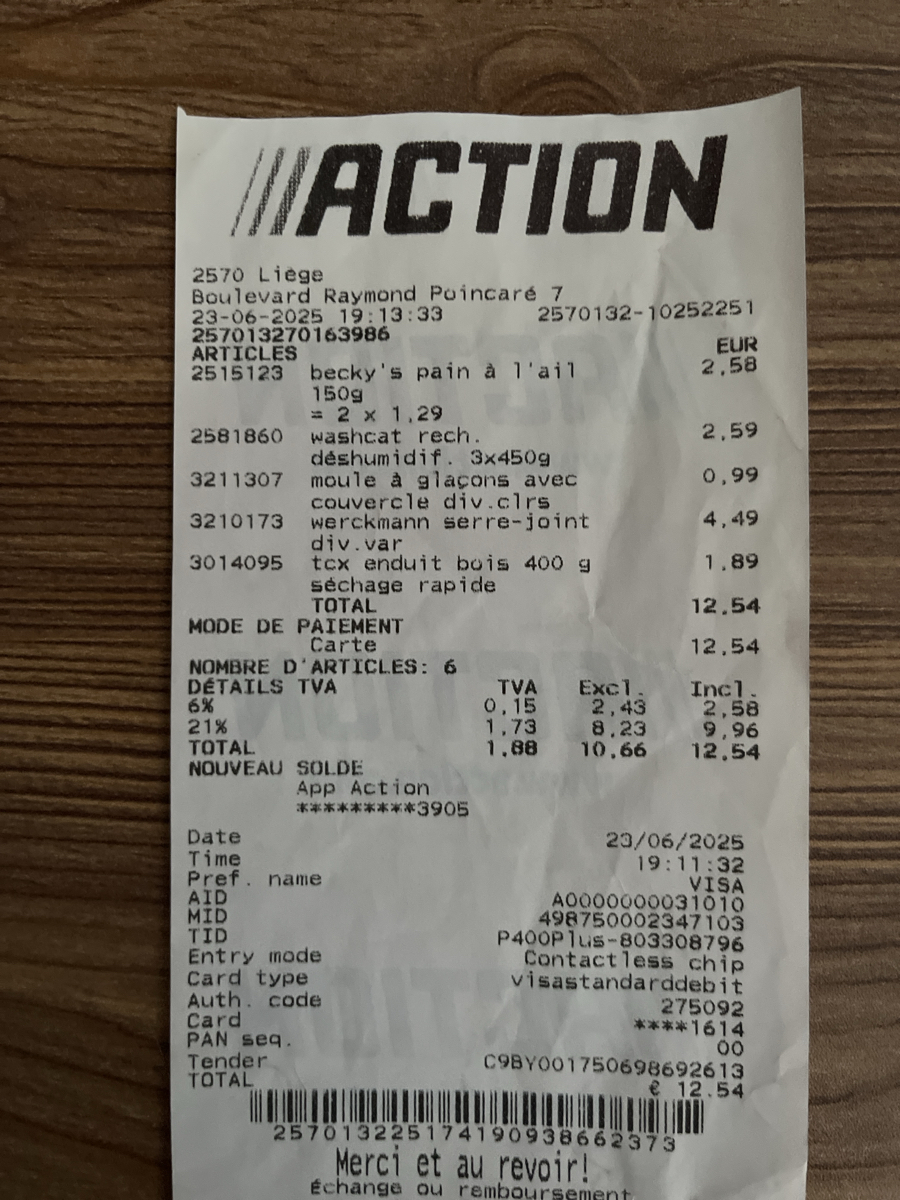 ACTION
2570 Liège
Boulevard Raymond Poincaré 7
23-06-2025 19:13:33 2570132-10252251
257013270163986
ARTICLES EUR
2515123 becky's pain à l'ail 2,58
150g
= 2 x 1,29
2581860 washcat rech. 2,59
déshumidif. 3x450g
3211307 moule à glaçons avec 0,99
couvercle div.clrs
3210173 werckmann serre-joint 4,49
div.var
3014095 tcx enduit bois 400 g 1,89
séchage rapide
TOTAL 12,54
MODE DE PAIEMENT
Carte 12,54
NOMBRE D'ARTICLES: 6
DÉTAILS TVA TVA Excl. Incl.
6% 0,15 2,43 2,58
21% 1,73 8,23 9,96
TOTAL 1,88 10,66 12,54
NOUVEAU SOLDE
App Action
*********3905
Date 23/06/2025
Time 19:11:32
Pref. name VISA
AID A0000000031010
MID 498750002347103
TID P400Plus-803308796
Entry mode Contactless chip
Card type visastandarddebit
Auth. code 275092
Card ****1614
PAN seq. 00
Tender C9BY001750698692613
TOTAL € 12.54
257013225174190938662373
Merci et au revoir!
Échange ou remboursement